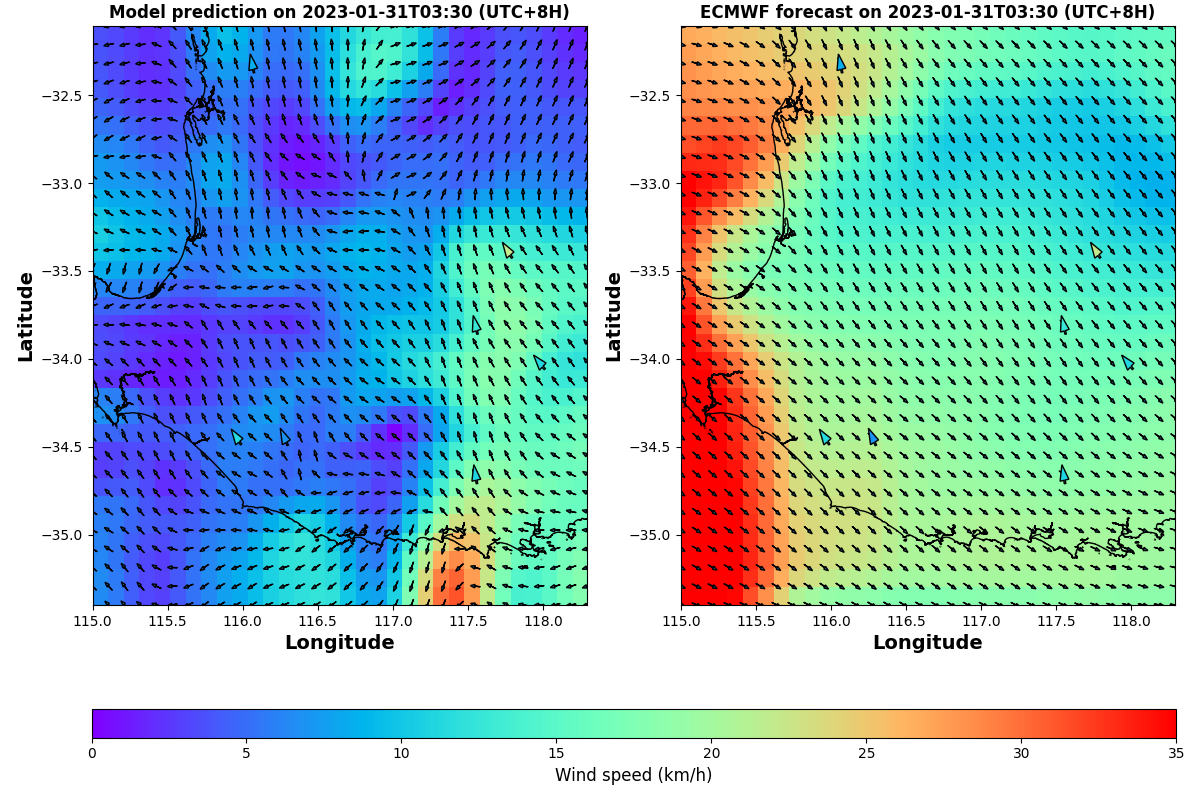 Model prediction on 2023-01-31T03:30 (UTC+8H)
ECMWF forecast on 2023-01-31T03:30 (UTC+8H)
Latitude
−32.5
−33.0
−33.5
−34.0
−34.5
−35.0
115.0 115.5 116.0 116.5 117.0 117.5 118.0
Longitude
Latitude
−32.5
−33.0
−33.5
−34.0
−34.5
−35.0
115.0 115.5 116.0 116.5 117.0 117.5 118.0
Longitude
0 5 10 15 20 25 30 35
Wind speed (km/h)